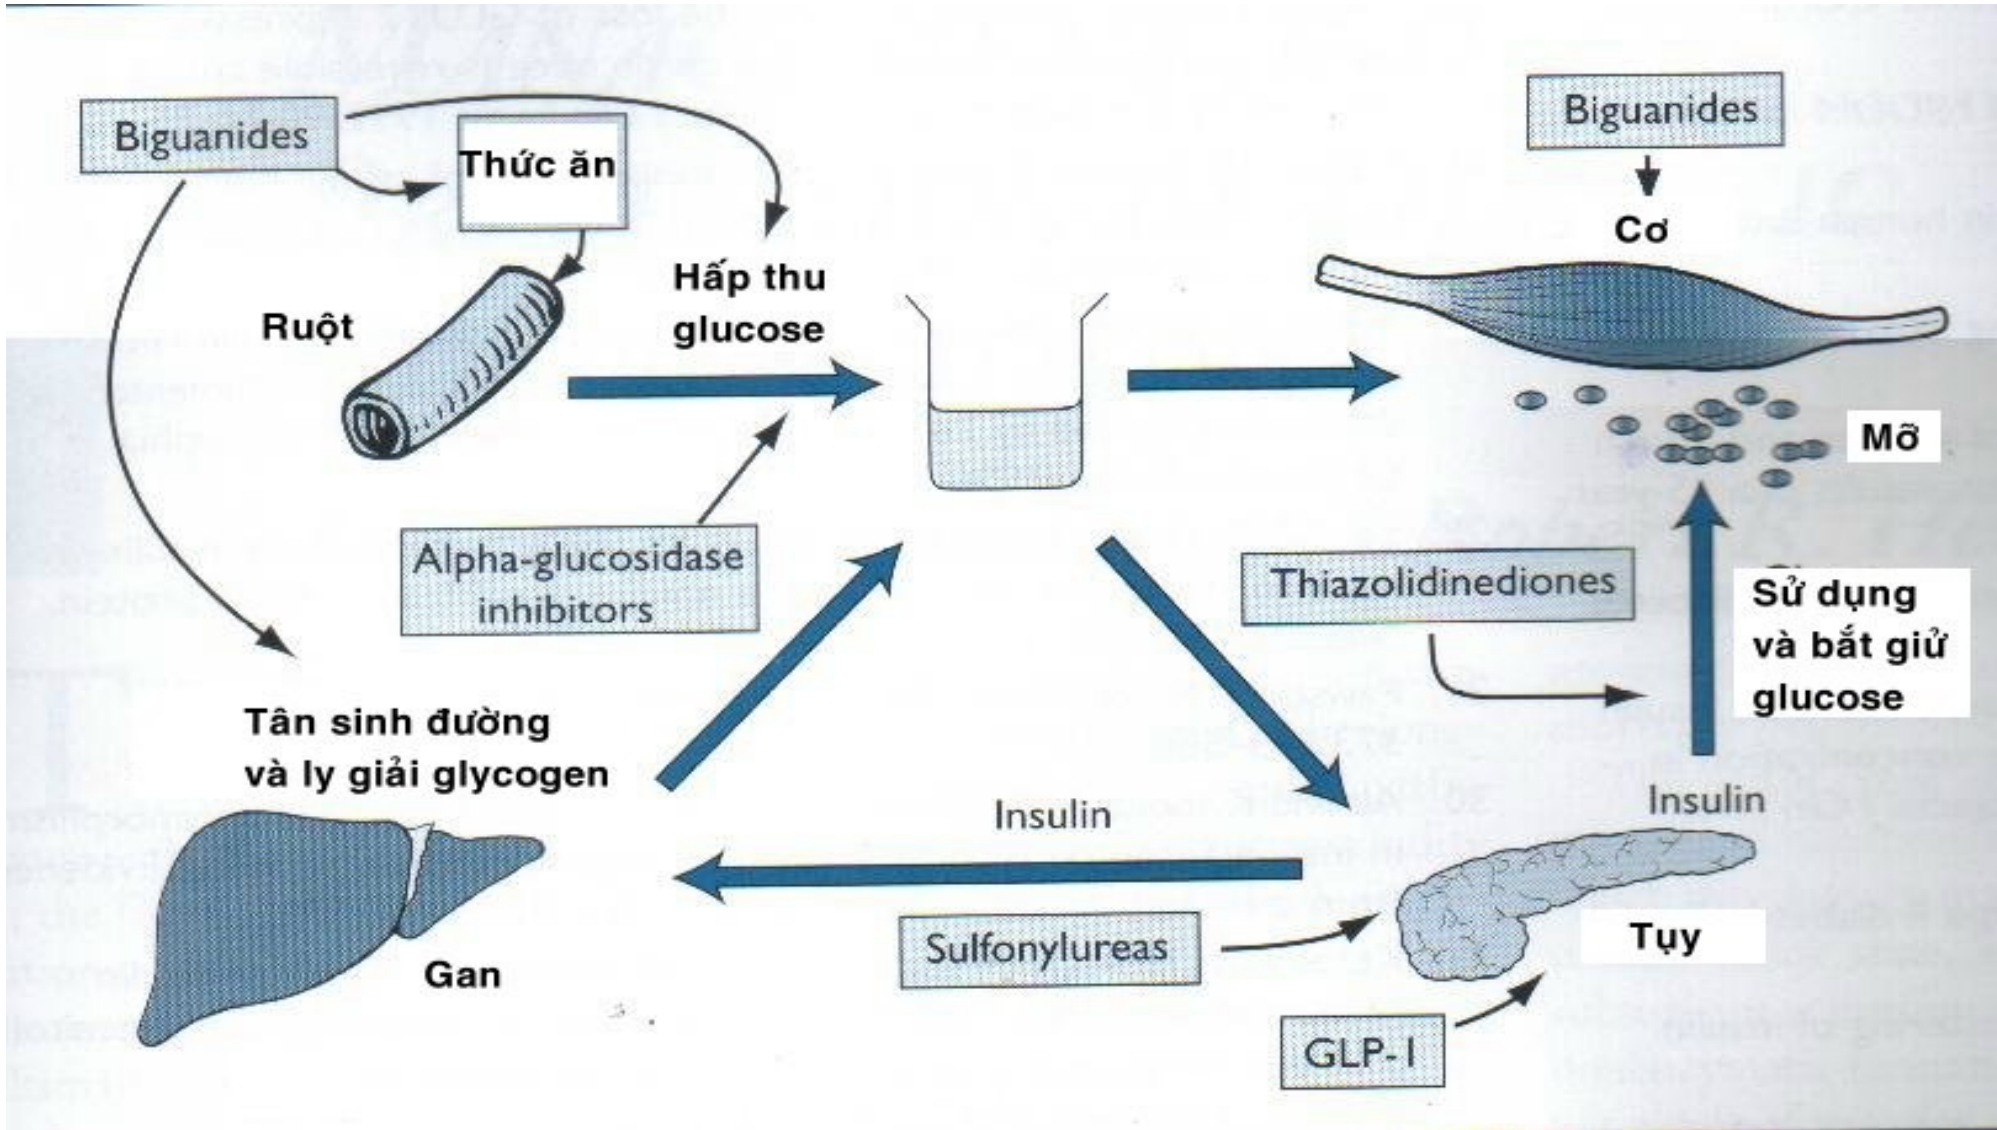 Biguanides
Thức ăn
Biguanides
Cơ
Hấp thu
glucose
Ruột
Mỡ
Alpha-glucosidase
inhibitors
Thiazolidinediones
Sử dụng
và bắt giử
glucose
Tân sinh đường
và ly giải glycogen
Insulin
Insulin
Sulfonylureas
Tụy
Gan
GLP-1